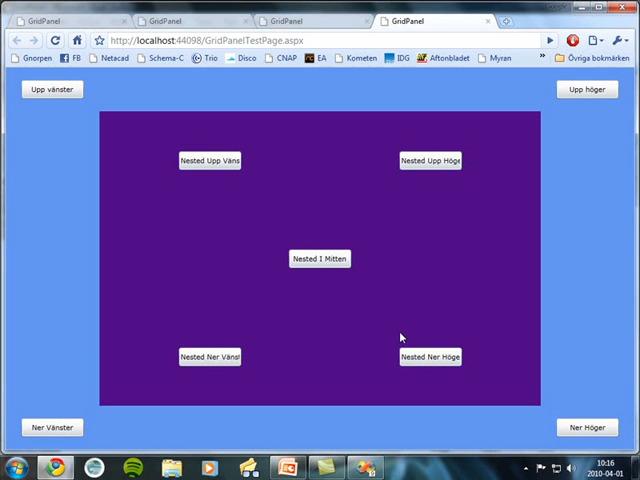 Google
GridPanel
GridPanel
GridPanel
GridPanel
http://localhost:44098/GridPanelTestPage.aspx
Gnorpen
FB
Netacad
Schema-C
Trio
Disco
CNAP
EA
Kometen
IDG
Aftonbladet
Myran
»
Övriga bokmärken
Upp vänster
Upp höger
Nested Upp Väns
Nested Upp Höge
Nested I Mitten
Nested Ner Vänst
Nested Ner Höge
Ner Vänster
Ner Höger
10:16
2010-04-01